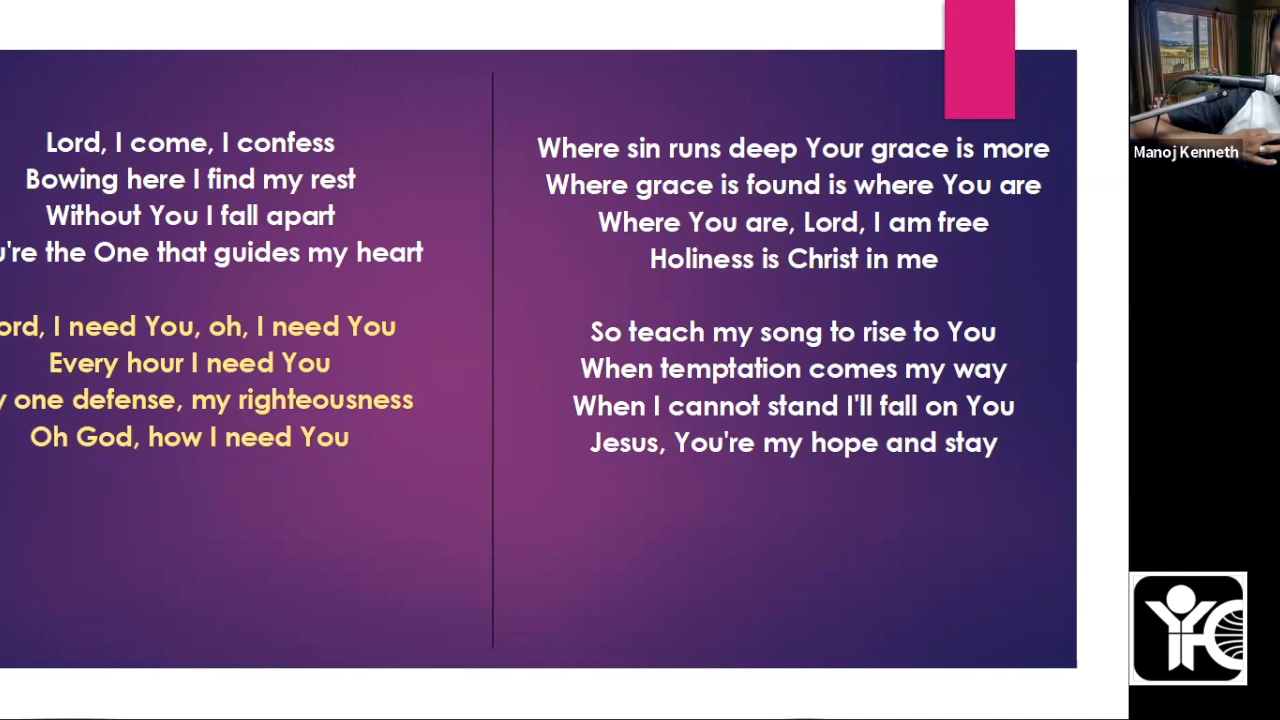 Lord, I come, I confess
Bowing here I find my rest
Without You I fall apart
u're the One that guides my heart
ord, I need You, oh, I need You
Every hour I need You
y one defense, my righteousness
Oh God, how I need You
Where sin runs deep Your grace is more
Where grace is found is where You are
Where You are, Lord, I am free
Holiness is Christ in me
So teach my song to rise to You
When temptation comes my way
When I cannot stand I'll fall on You
Jesus, You're my hope and stay
Manoj Kenneth
YFC